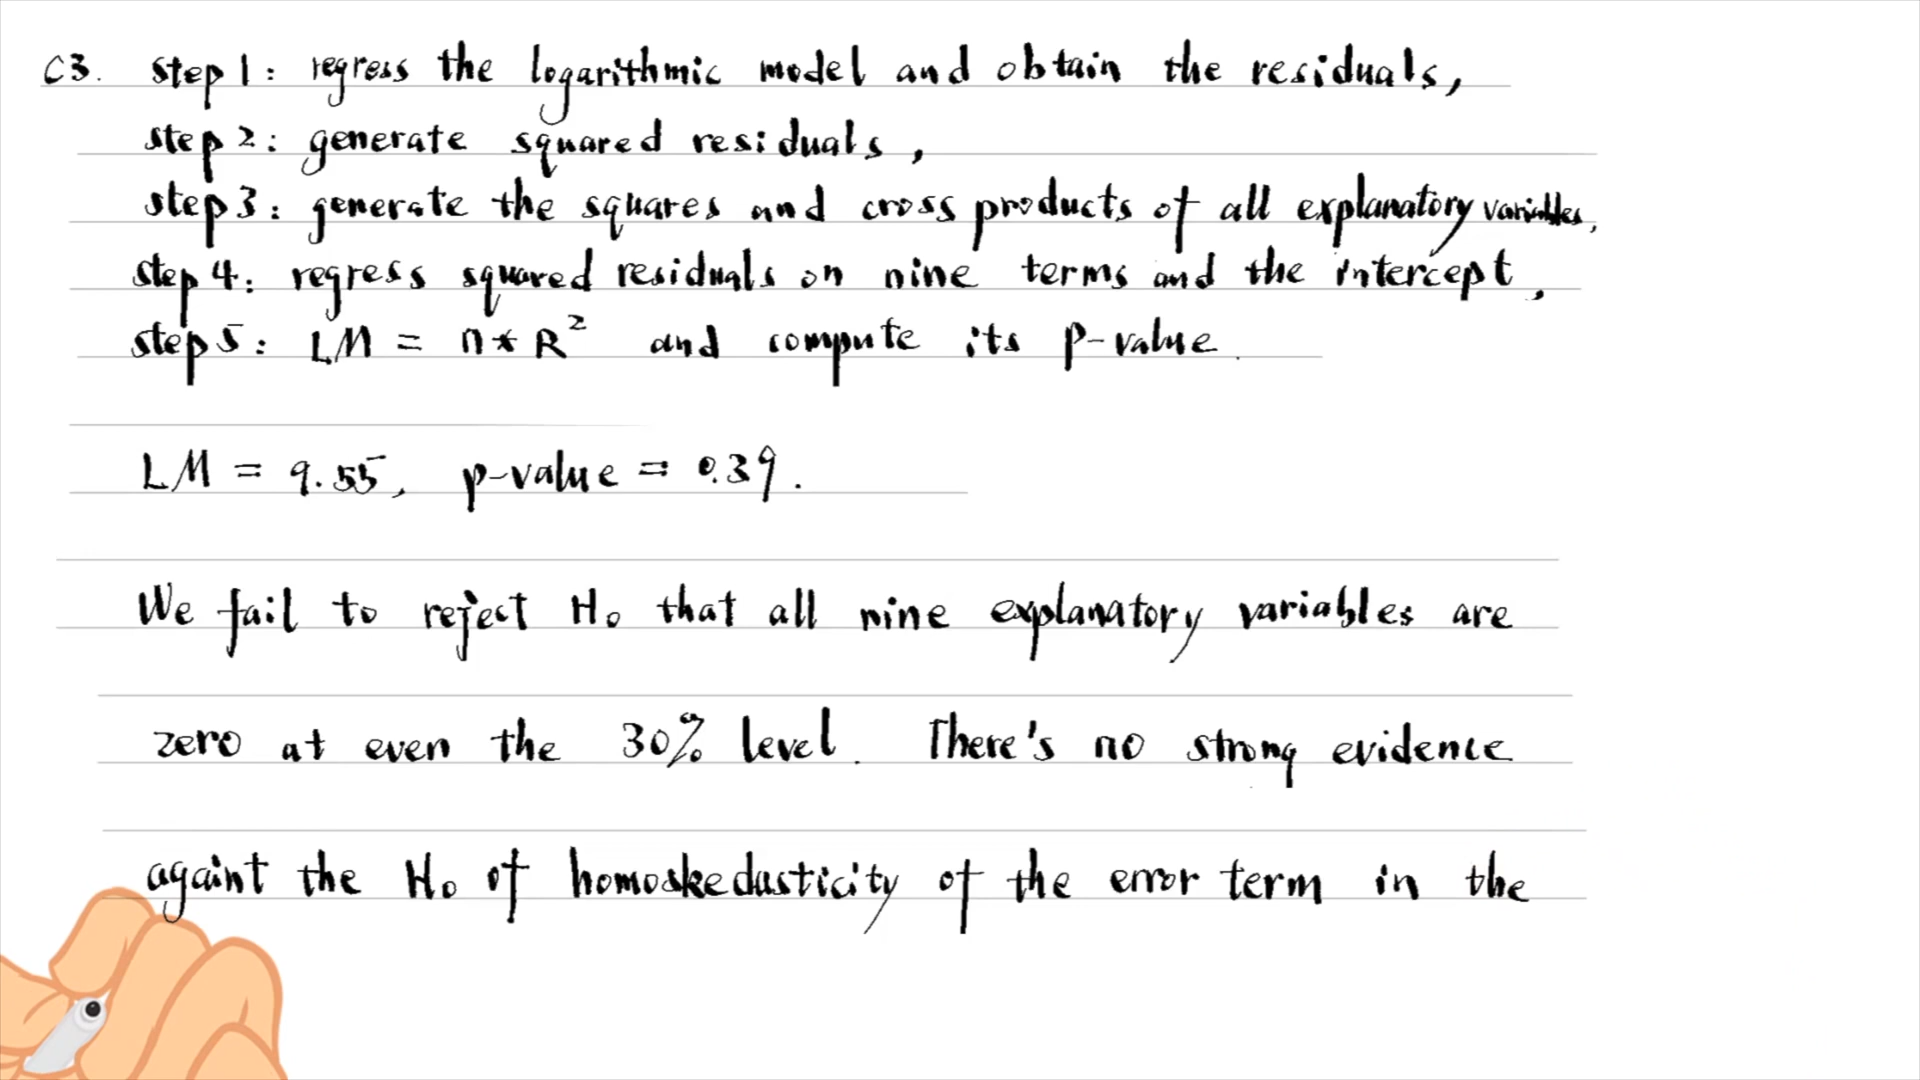 C3. step 1: regress the logarithmic model and obtain the residuals,
step 2: generate squared residuals,
step 3: generate the squares and cross products of all explanatory variables,
step 4: regress squared residuals on nine terms and the intercept,
step 5: LM = n * R²  and compute its p-value.
LM = 9.55, p-value = 0.39.
We fail to reject H₀ that all nine explanatory variables are
zero at even the 30% level. There's no strong evidence
againt the H₀ of homoskedasticity of the error term in the